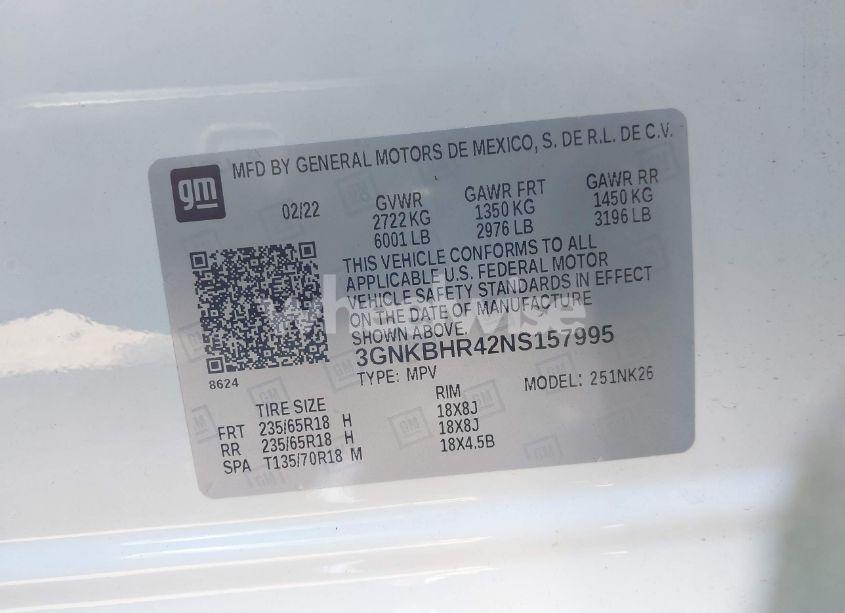 gm
MFD BY GENERAL MOTORS DE MEXICO, S. DE R.L. DE C.V.
02/22
GVWR
2722 KG
6001 LB
GAWR FRT
1350 KG
2976 LB
GAWR RR
1450 KG
3196 LB
THIS VEHICLE CONFORMS TO ALL
APPLICABLE U.S. FEDERAL MOTOR
VEHICLE SAFETY STANDARDS IN EFFECT
ON THE DATE OF MANUFACTURE
SHOWN ABOVE.
wheelwise
3GNKBHR42NS157995
8624
TYPE: MPV
MODEL: 251NK26
TIRE SIZE
RIM
FRT 235/65R18 H 18X8J
RR 235/65R18 H 18X8J
SPA T135/70R18 M 18X4.5B